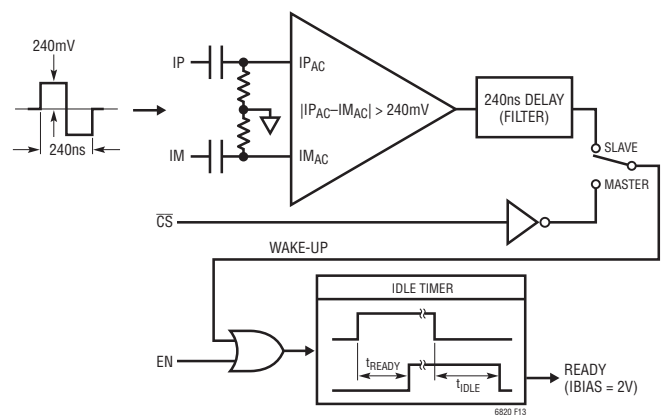 240mV
240ns
IP
IM
IPAC
|IPAC–IMAC| > 240mV
IMAC
240ns DELAY
(FILTER)
SLAVE
MASTER
CS
WAKE-UP
EN
IDLE TIMER
tREADY
tIDLE
READY
(IBIAS = 2V)
6820 F13